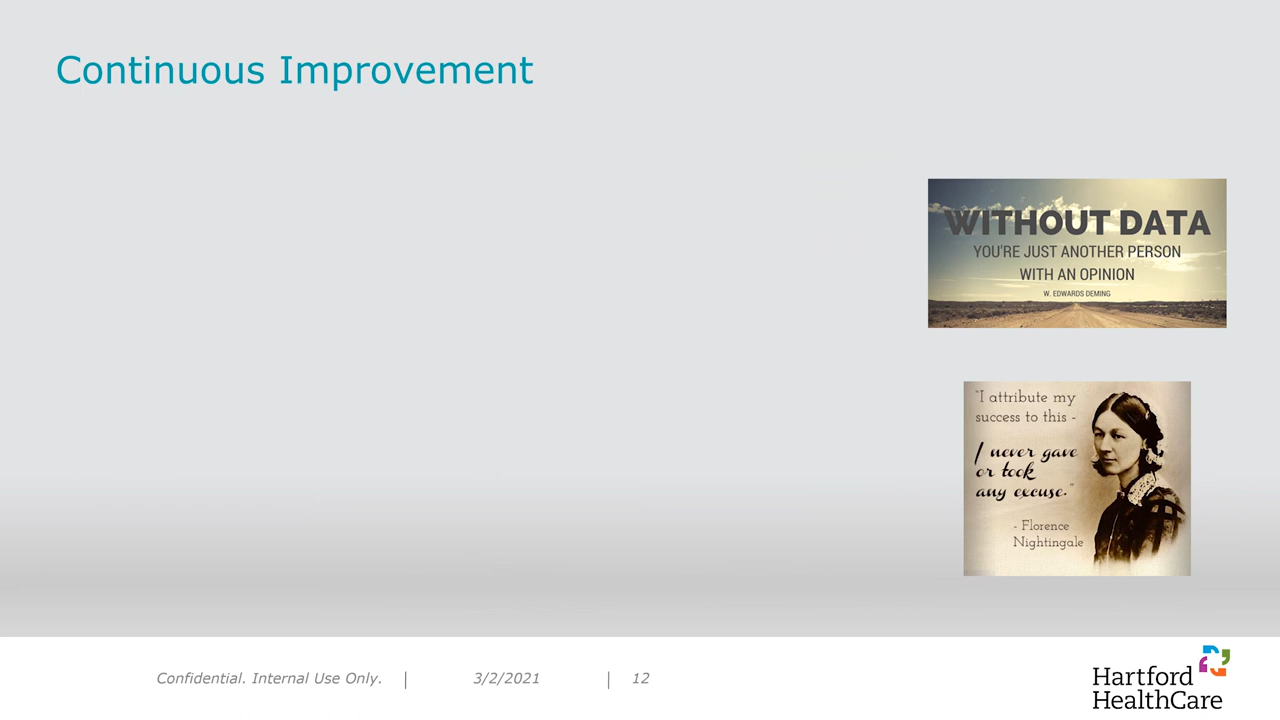 Continuous Improvement
WITHOUT DATA
YOU'RE JUST ANOTHER PERSON
WITH AN OPINION
W. EDWARDS DEMING
"I attribute my
success to this -
I never gave
or took
any excuse."
- Florence
Nightingale
Confidential. Internal Use Only. | 3/2/2021 | 12
Hartford
HealthCare